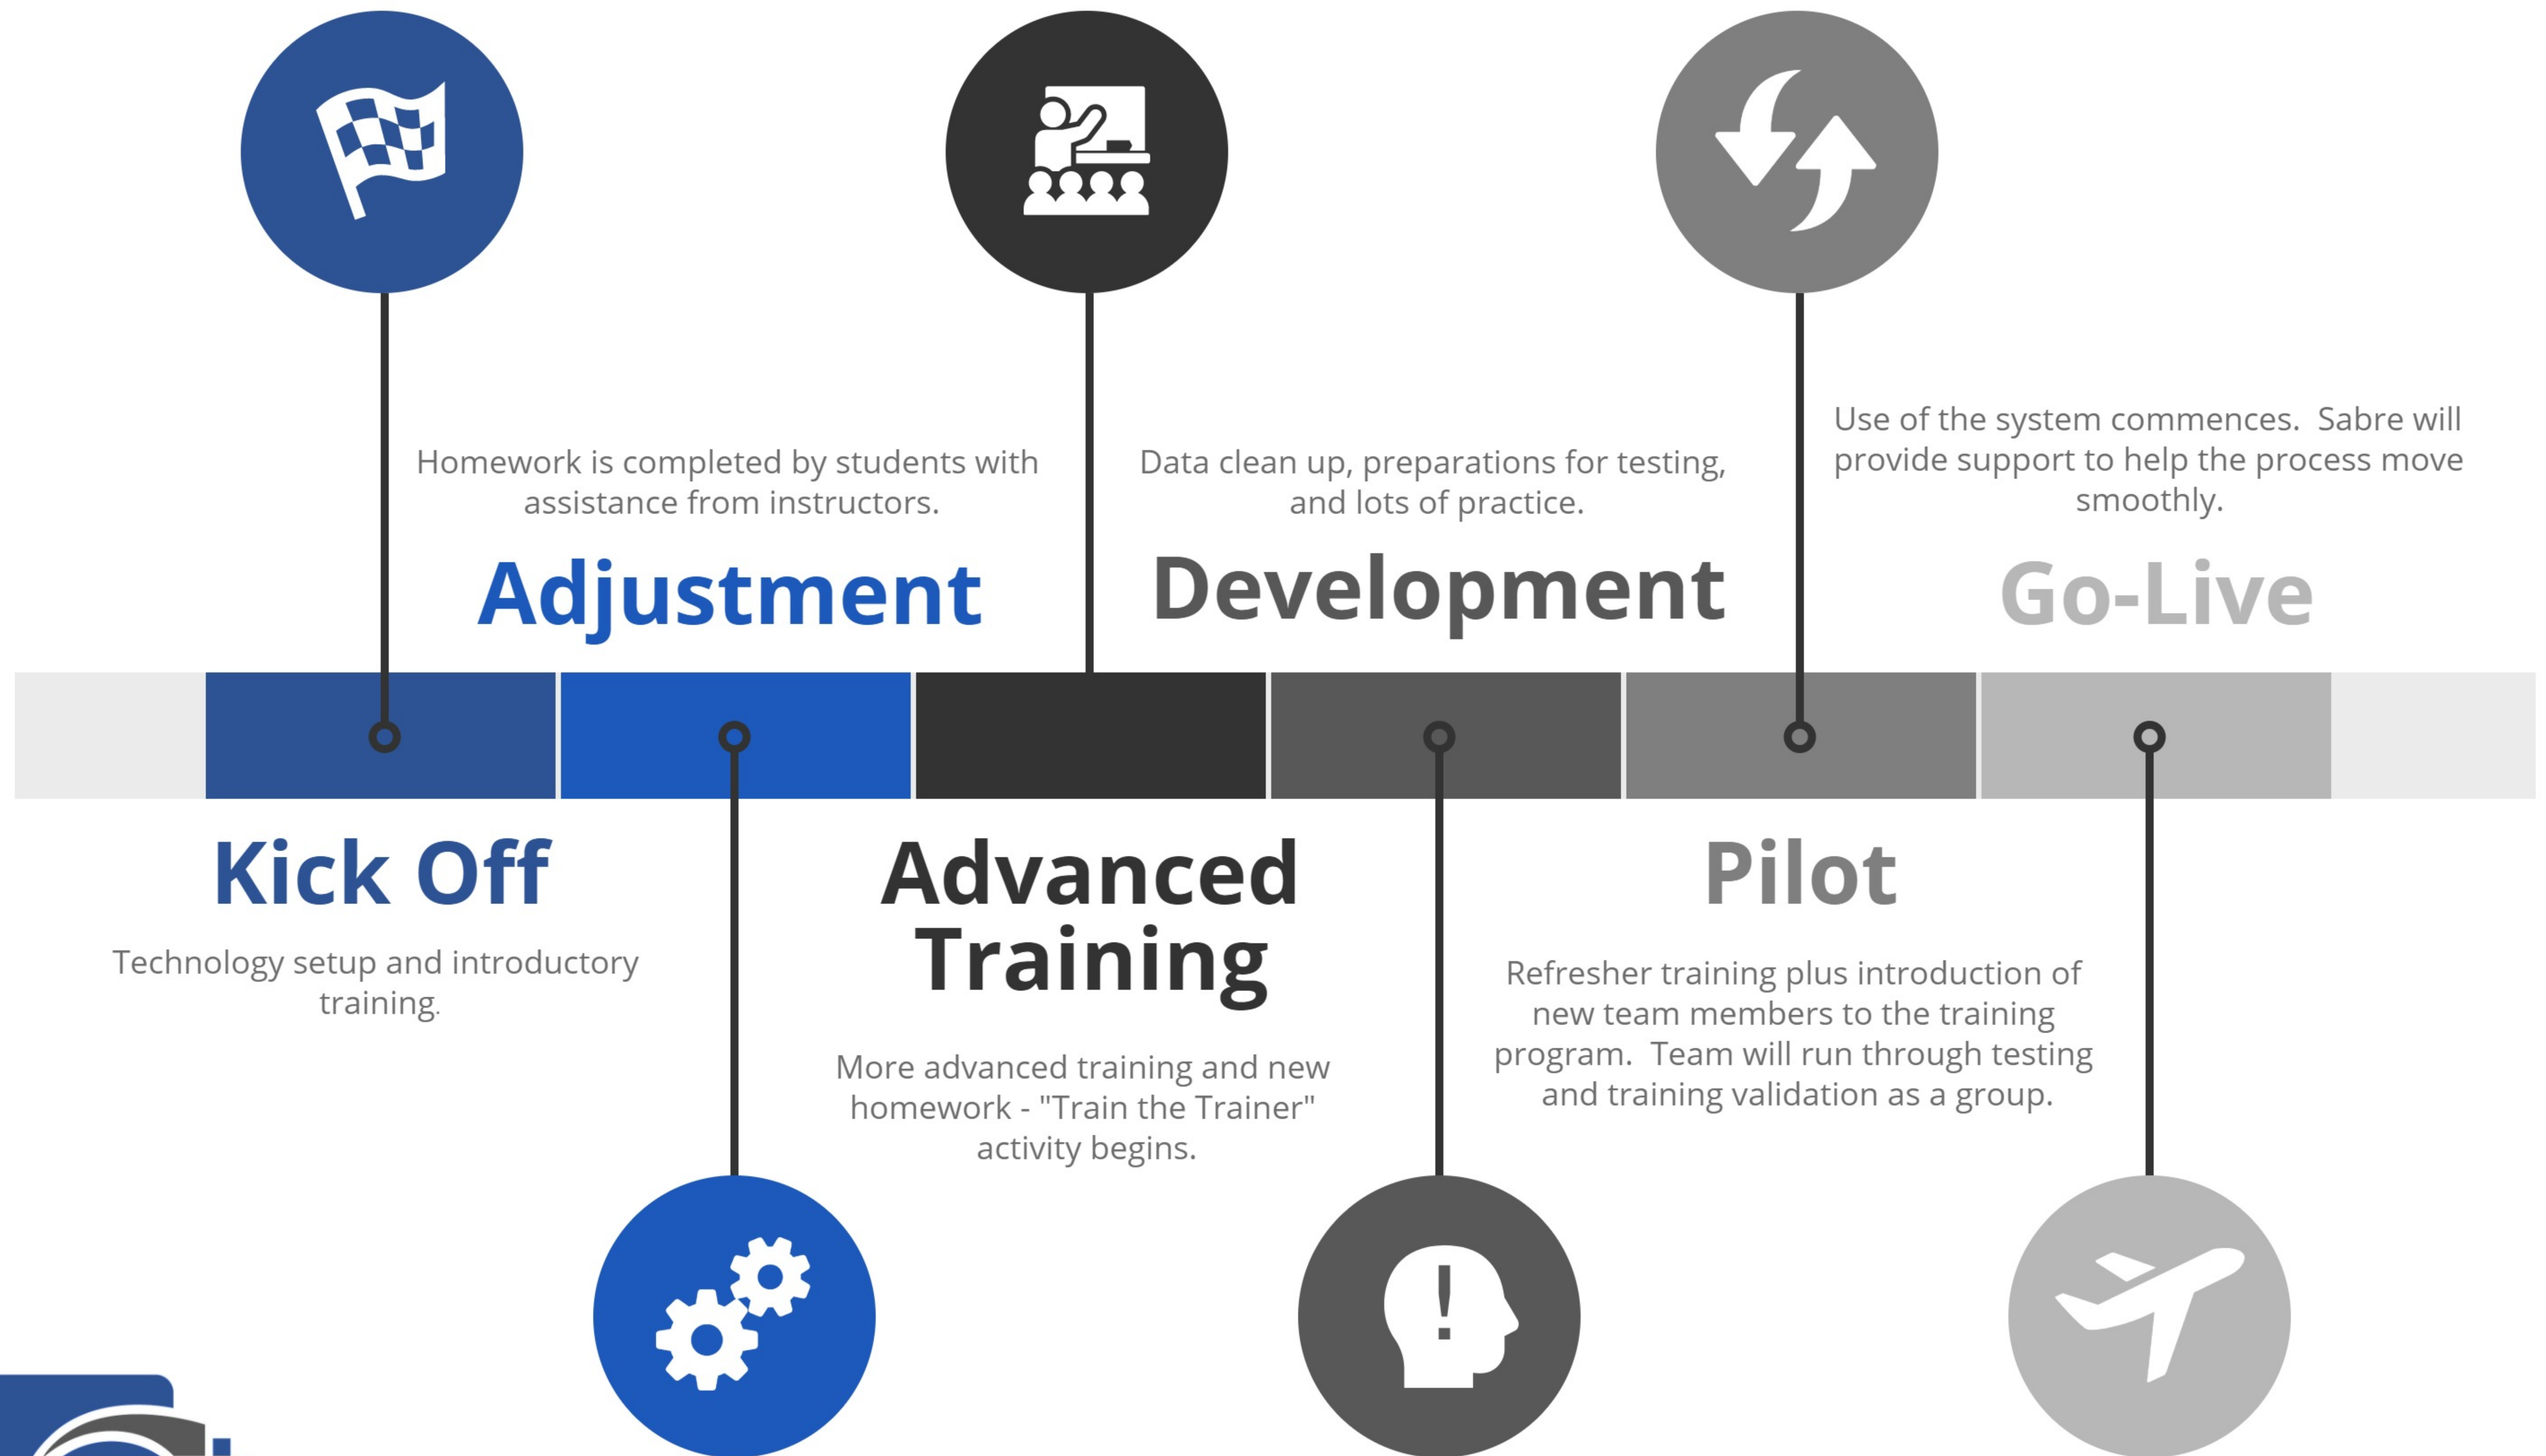 Homework is completed by students with
assistance from instructors.
Adjustment
Data clean up, preparations for testing,
and lots of practice.
Development
Use of the system commences.  Sabre will
provide support to help the process move
smoothly.
Go-Live
Kick Off
Technology setup and introductory
training.
Advanced
Training
More advanced training and new
homework - "Train the Trainer"
activity begins.
Pilot
Refresher training plus introduction of
new team members to the training
program.  Team will run through testing
and training validation as a group.
!